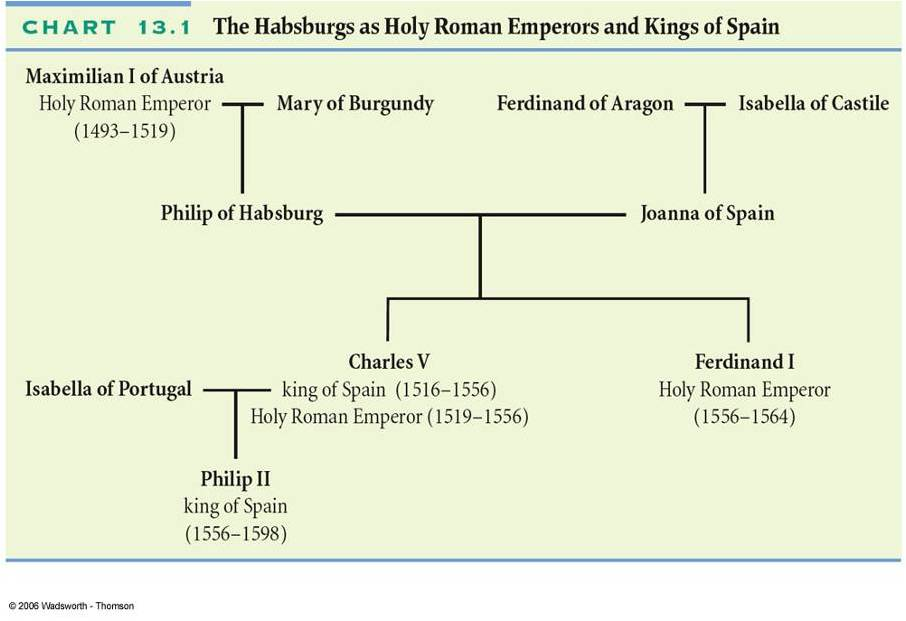 CHART 13.1 The Habsburgs as Holy Roman Emperors and Kings of Spain
Maximilian I of Austria
Holy Roman Emperor
(1493–1519)
Mary of Burgundy
Ferdinand of Aragon
Isabella of Castile
Philip of Habsburg
Joanna of Spain
Isabella of Portugal
Charles V
king of Spain (1516–1556)
Holy Roman Emperor (1519–1556)
Ferdinand I
Holy Roman Emperor
(1556–1564)
Philip II
king of Spain
(1556–1598)
© 2006 Wadsworth - Thomson